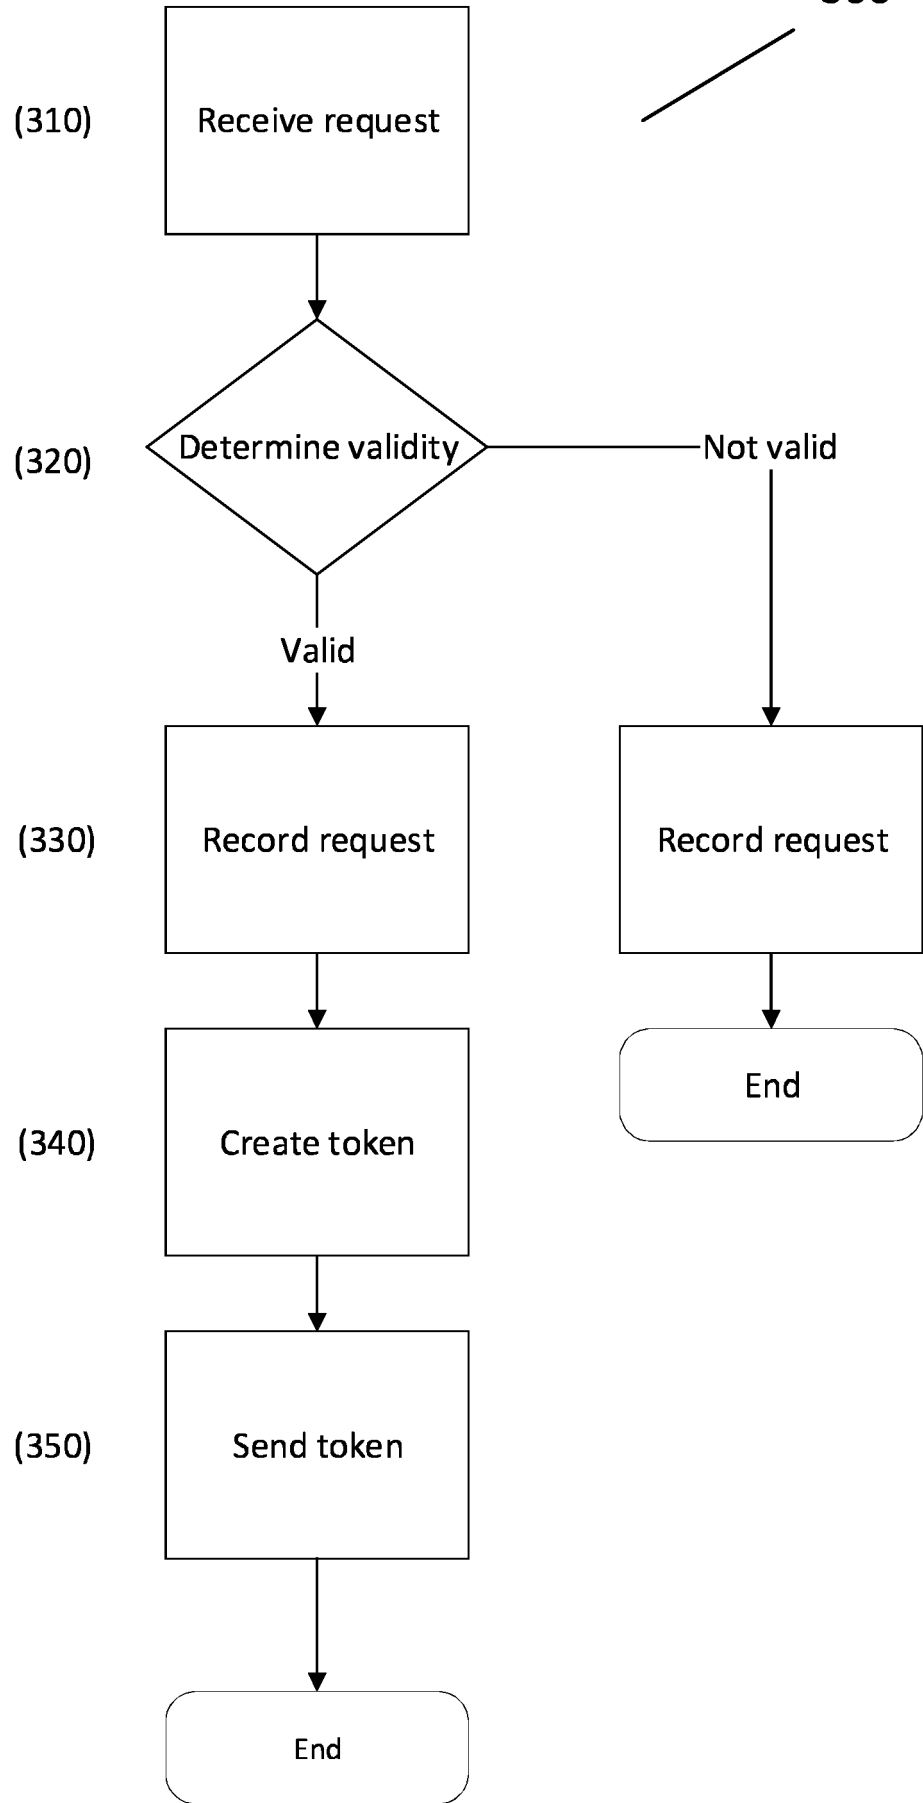 (310)
Receive request
(320)
Determine validity
Not valid
Valid
(330)
Record request
Record request
(340)
Create token
End
(350)
Send token
End